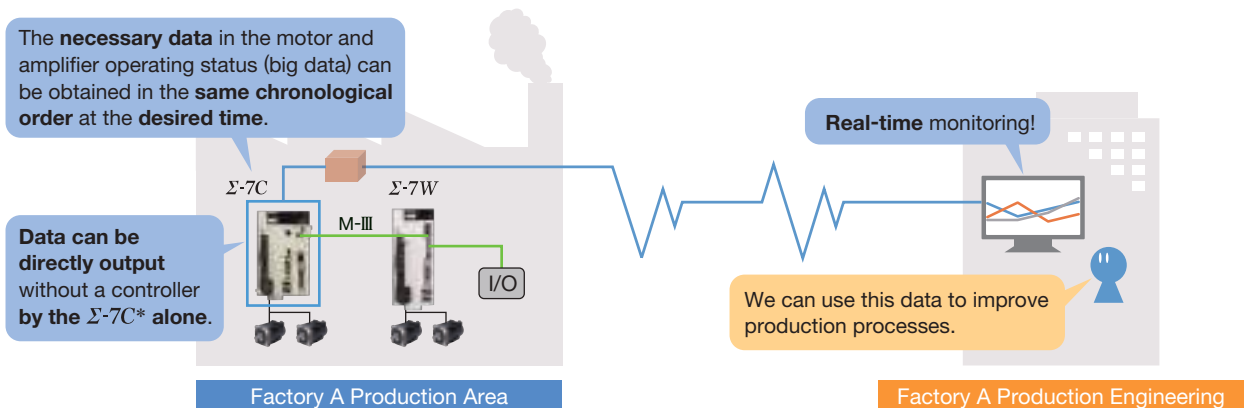 The necessary data in the motor and
amplifier operating status (big data) can
be obtained in the same chronological
order at the desired time.
Real-time monitoring!
Σ-7C
Σ-7W
M-III
I/O
Data can be
directly output
without a controller
by the Σ-7C* alone.
We can use this data to improve
production processes.
Factory A Production Area
Factory A Production Engineering